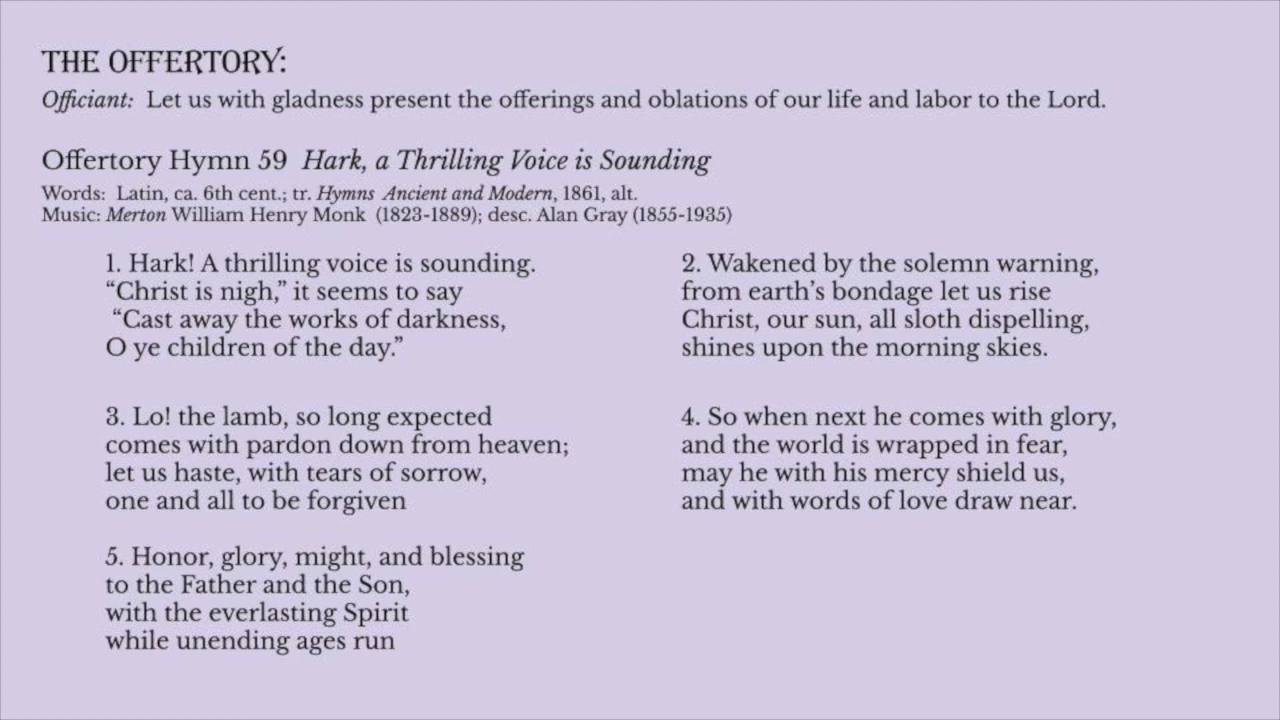 THE OFFERTORY:
Officiant: Let us with gladness present the offerings and oblations of our life and labor to the Lord.
Offertory Hymn 59 Hark, a Thrilling Voice is Sounding
Words: Latin, ca. 6th cent.; tr. Hymns Ancient and Modern, 1861, alt.
Music: Merton William Henry Monk (1823-1889); desc. Alan Gray (1855-1935)
1. Hark! A thrilling voice is sounding.
“Christ is nigh,” it seems to say
“Cast away the works of darkness,
O ye children of the day.”
2. Wakened by the solemn warning,
from earth’s bondage let us rise
Christ, our sun, all sloth dispelling,
shines upon the morning skies.
3. Lo! the lamb, so long expected
comes with pardon down from heaven;
let us haste, with tears of sorrow,
one and all to be forgiven
4. So when next he comes with glory,
and the world is wrapped in fear,
may he with his mercy shield us,
and with words of love draw near.
5. Honor, glory, might, and blessing
to the Father and the Son,
with the everlasting Spirit
while unending ages run